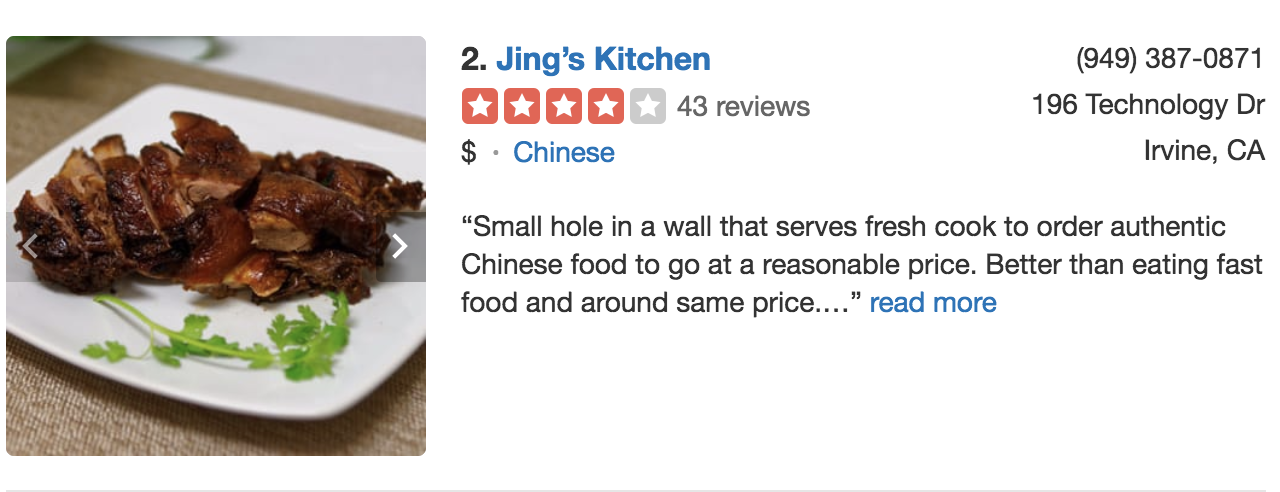 2. Jing’s Kitchen
43 reviews
$ · Chinese
(949) 387-0871
196 Technology Dr
Irvine, CA
“Small hole in a wall that serves fresh cook to order authentic
Chinese food to go at a reasonable price. Better than eating fast
food and around same price.…” read more